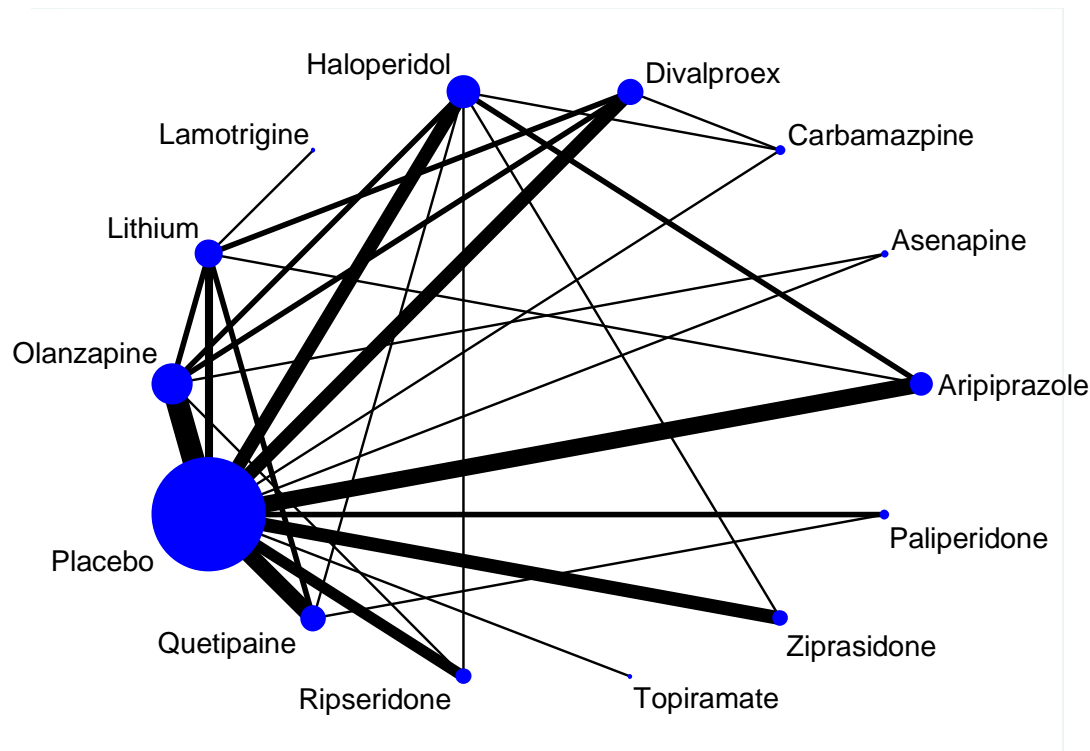 Haloperidol
Divalproex
Lamotrigine
Carbamazpine
Lithium
Asenapine
Olanzapine
Aripiprazole
Placebo
Paliperidone
Quetipaine
Ziprasidone
Ripseridone
Topiramate